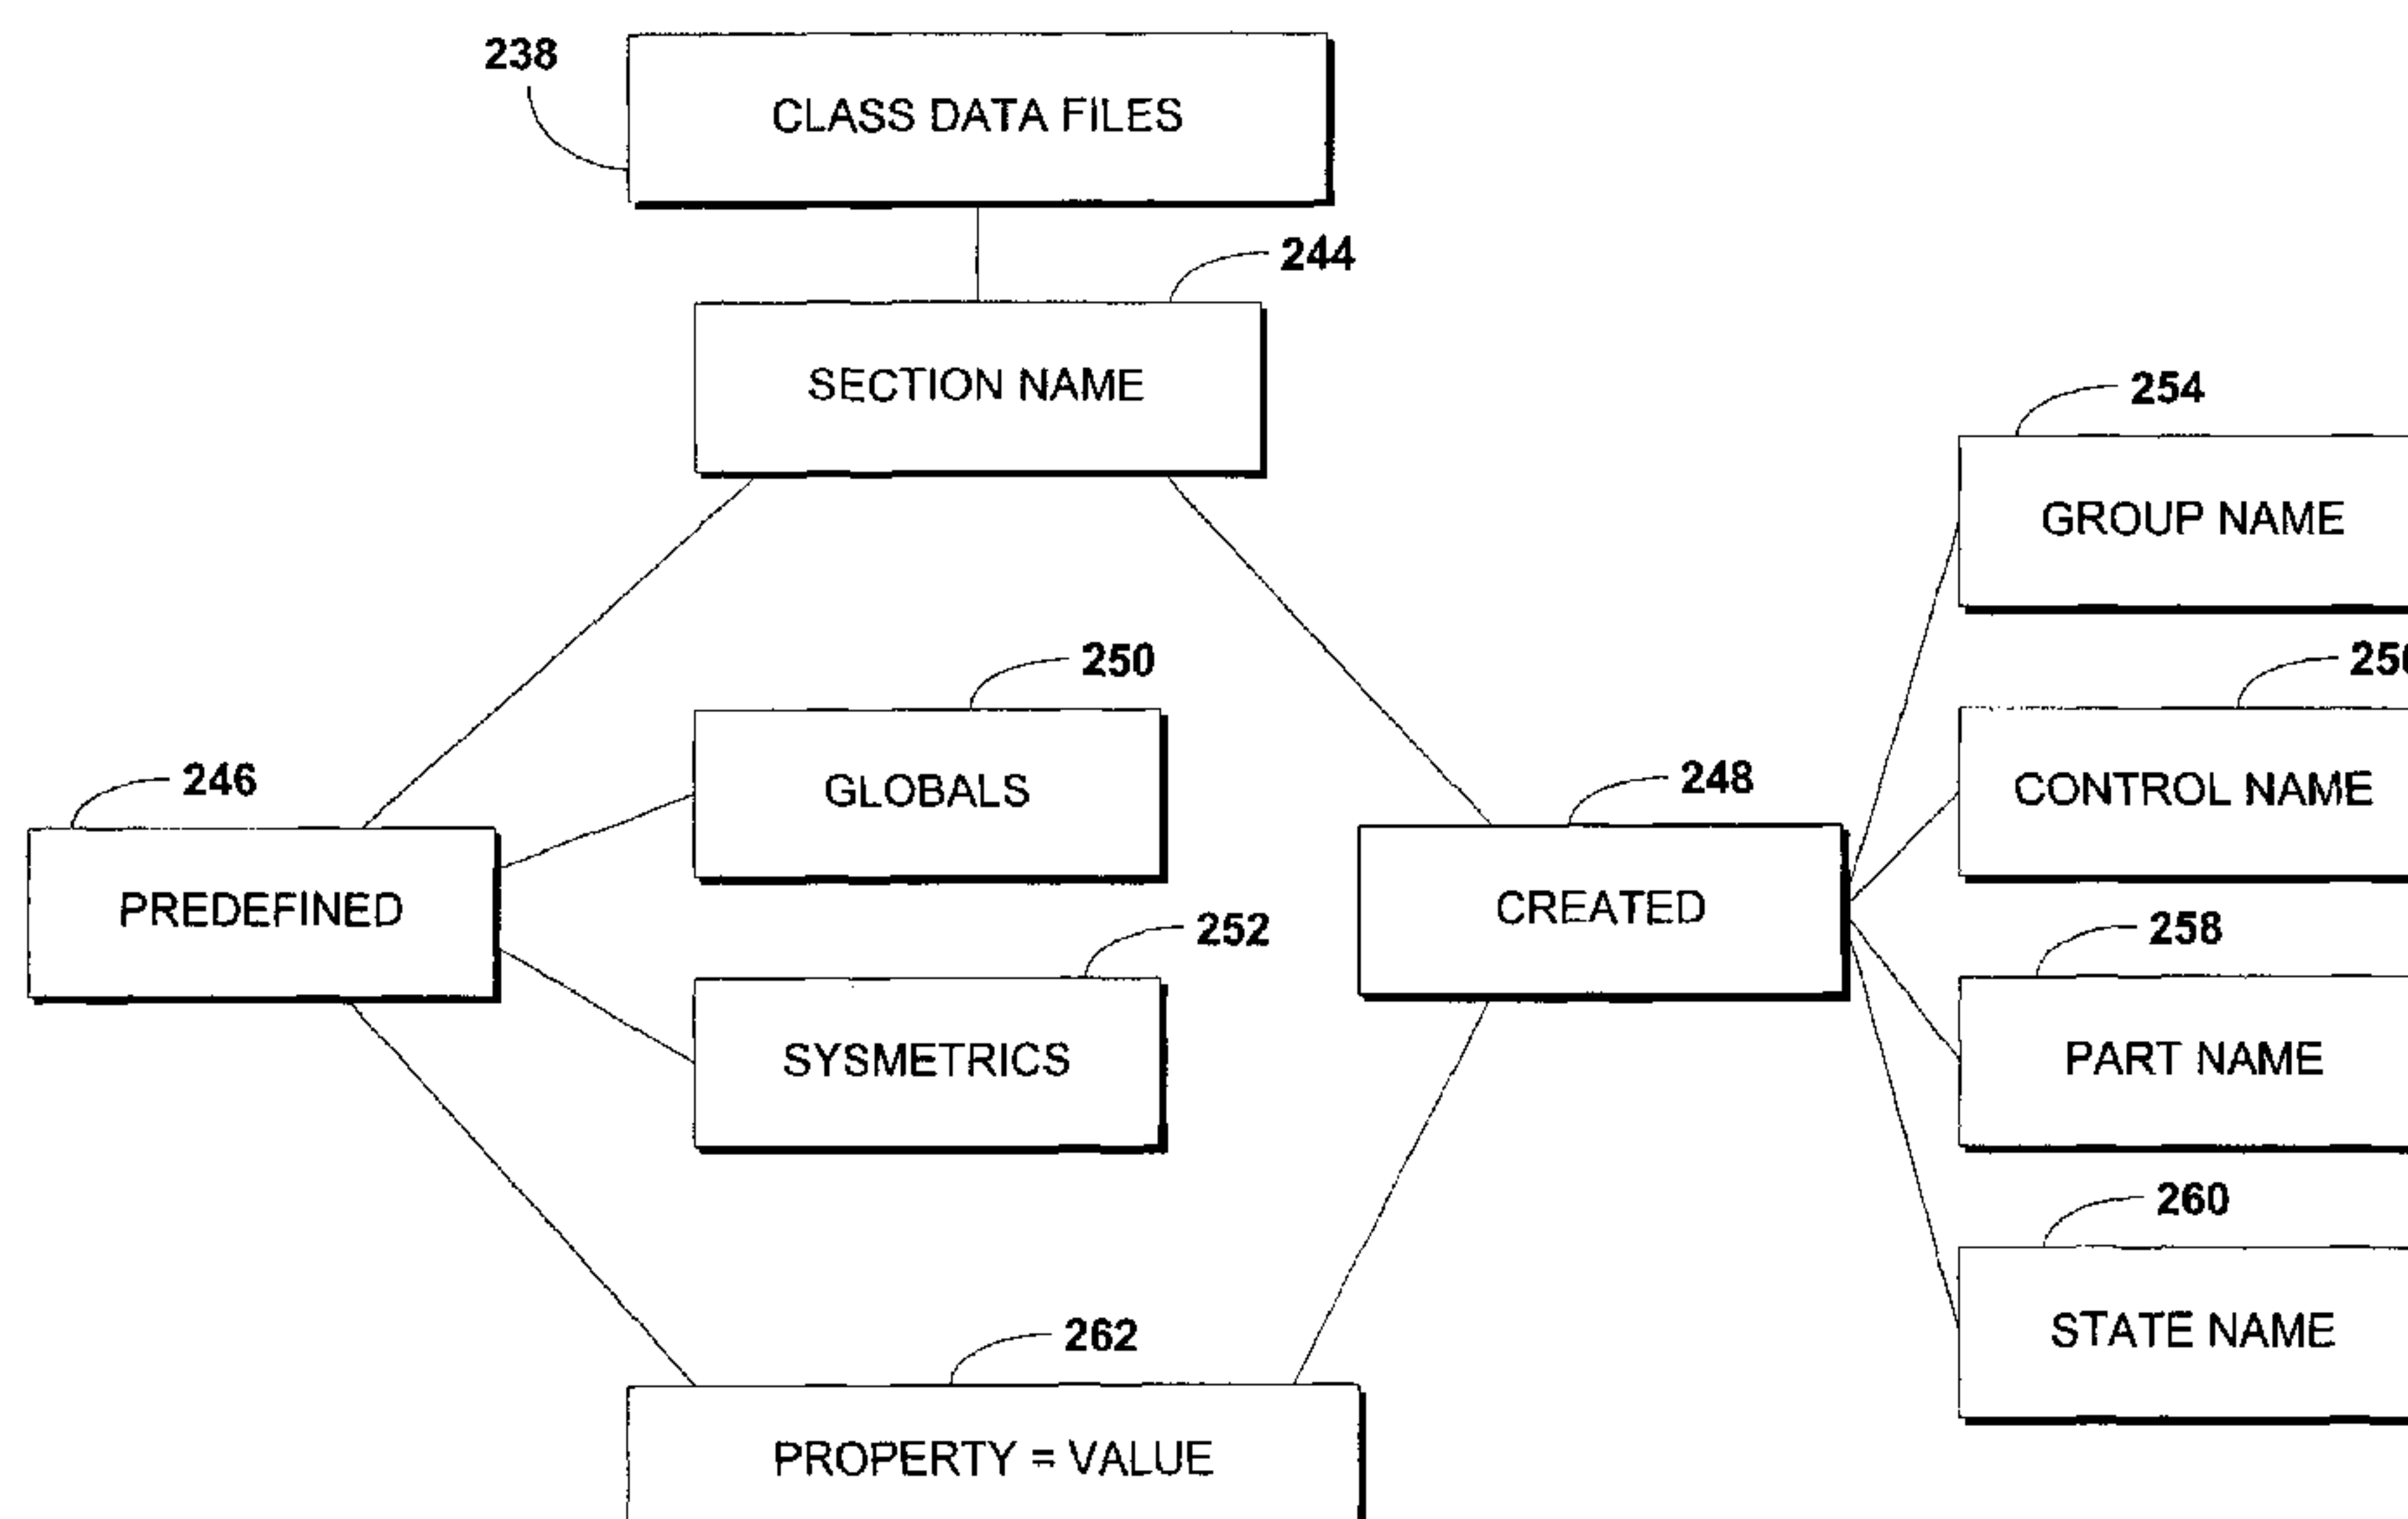 238
CLASS DATA FILES
244
SECTION NAME
254
GROUP NAME
250
246
GLOBALS
248
CONTROL NAME
PREDEFINED
CREATED
252
258
SYSMETRICS
PART NAME
260
262
STATE NAME
PROPERTY = VALUE